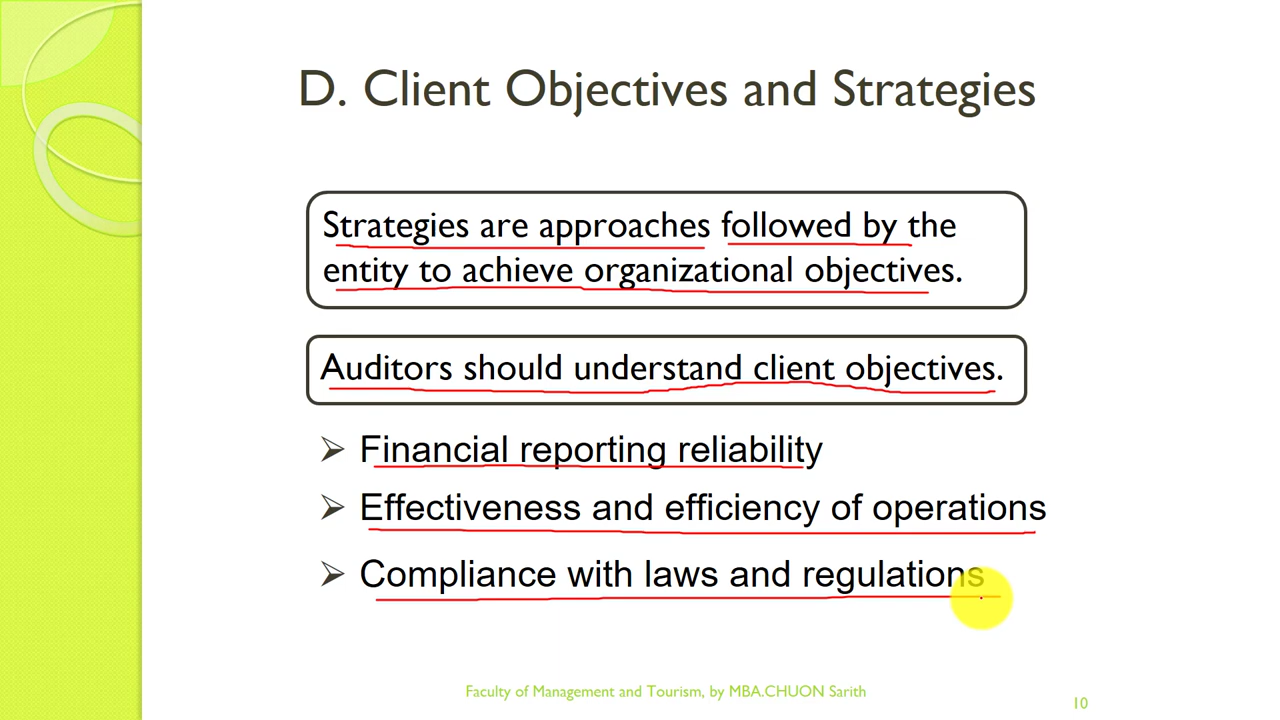 D. Client Objectives and Strategies
Strategies are approaches followed by the
entity to achieve organizational objectives.
Auditors should understand client objectives.
Financial reporting reliability
Effectiveness and efficiency of operations
Compliance with laws and regulations
Faculty of Management and Tourism, by MBA.CHUON Sarith
10